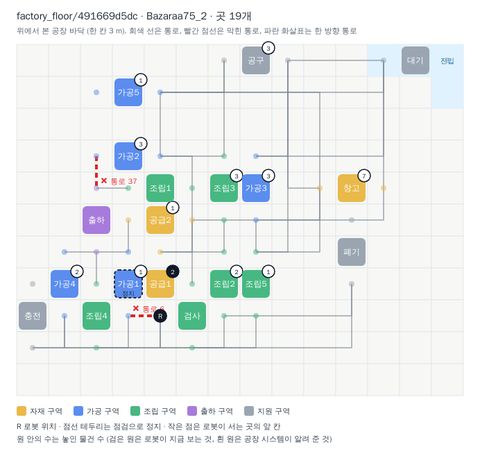 factory_floor/491669d5dc · Bazaraa75_2 · 곳 19개
위에서 본 공장 바닥 (한 칸 3 m). 회색 선은 통로, 빨간 점선은 막힌 통로, 파란 화살표는 한 방향 통로
공구 3
대기
전립
가공5 1
가공2 3
통로 37
조립1
조립3 3
가공3 3
창고 7
출하
공급2 1
폐기
가공4 2
가공1 1
정지
공급1 2
조립2 2
조립5 1
충전
조립4
통로 6
R
검사
자재 구역
가공 구역
조립 구역
출하 구역
지원 구역
R 로봇 위치 · 점선 테두리는 점검으로 정지 · 작은 점은 로봇이 서는 곳의 앞 칸
원 안의 수는 놓인 물건 수 (검은 원은 로봇이 지금 보는 것, 흰 원은 공장 시스템이 알려 준 것)